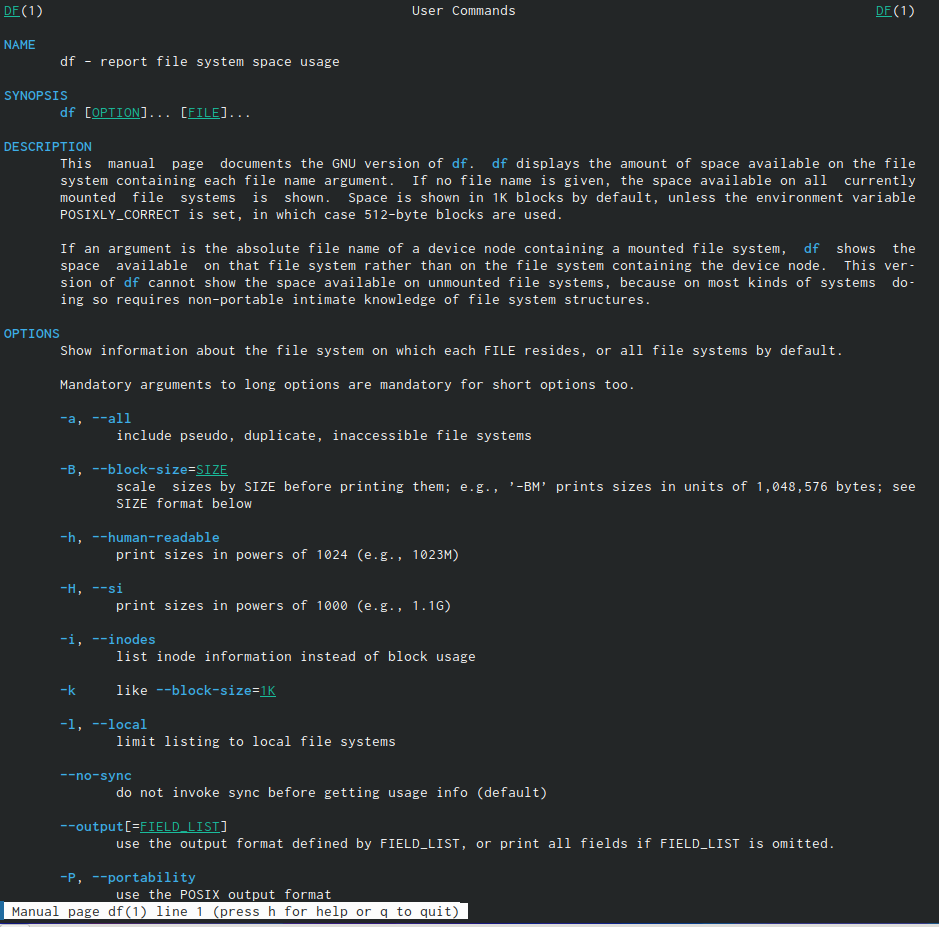 DF(1) User Commands DF(1)
NAME
df - report file system space usage
SYNOPSIS
df [OPTION]... [FILE]...
DESCRIPTION
This manual page documents the GNU version of df. df displays the amount of space available on the file
system containing each file name argument. If no file name is given, the space available on all currently
mounted file systems is shown. Space is shown in 1K blocks by default, unless the environment variable
POSIXLY_CORRECT is set, in which case 512-byte blocks are used.
If an argument is the absolute file name of a device node containing a mounted file system, df shows the
space available on that file system rather than on the file system containing the device node. This ver-
sion of df cannot show the space available on unmounted file systems, because on most kinds of systems do-
ing so requires non-portable intimate knowledge of file system structures.
OPTIONS
Show information about the file system on which each FILE resides, or all file systems by default.
Mandatory arguments to long options are mandatory for short options too.
-a, --all
include pseudo, duplicate, inaccessible file systems
-B, --block-size=SIZE
scale sizes by SIZE before printing them; e.g., '-BM' prints sizes in units of 1,048,576 bytes; see
SIZE format below
-h, --human-readable
print sizes in powers of 1024 (e.g., 1023M)
-H, --si
print sizes in powers of 1000 (e.g., 1.1G)
-i, --inodes
list inode information instead of block usage
-k like --block-size=1K
-l, --local
limit listing to local file systems
--no-sync
do not invoke sync before getting usage info (default)
--output[=FIELD_LIST]
use the output format defined by FIELD_LIST, or print all fields if FIELD_LIST is omitted.
-P, --portability
use the POSIX output format
Manual page df(1) line 1 (press h for help or q to quit)